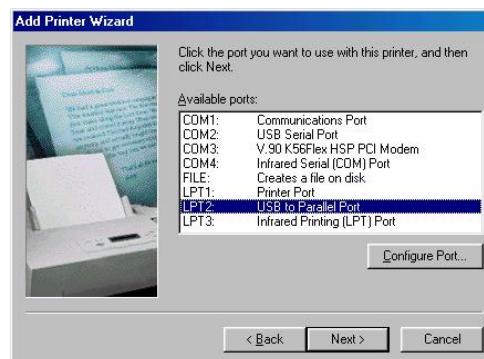 Add Printer Wizard
Click the port you want to use with this printer, and then
click Next.
Available ports:
COM1: Communications Port
COM2: USB Serial Port
COM3: V.90 K56Flex HSP PCI Modem
COM4: Infrared Serial (COM) Port
FILE: Creates a file on disk
LPT1: Printer Port
LPT2: USB to Parallel Port
LPT3: Infrared Printing (LPT) Port
Configure Port...
< Back Next > Cancel